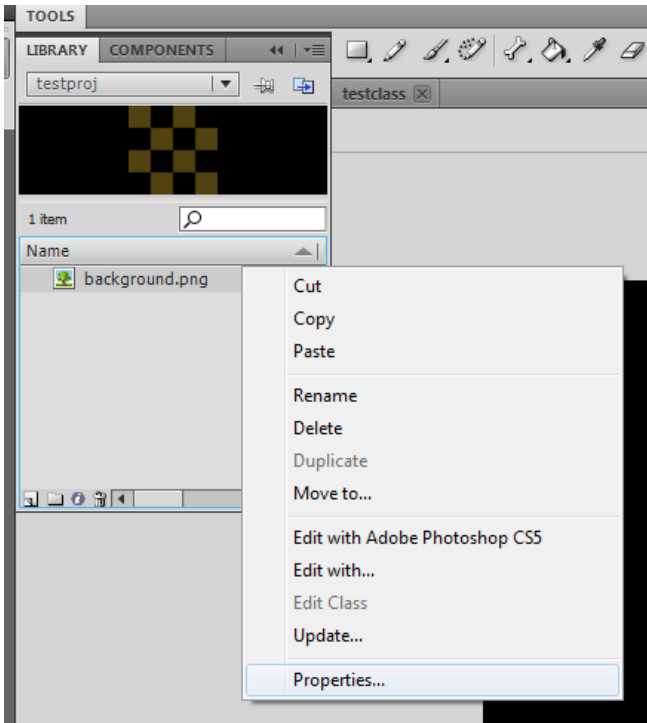 TOOLS
LIBRARY COMPONENTS
testproj
testclass
1 item
Name
background.png
Cut
Copy
Paste
Rename
Delete
Duplicate
Move to...
Edit with Adobe Photoshop CS5
Edit with...
Edit Class
Update...
Properties...